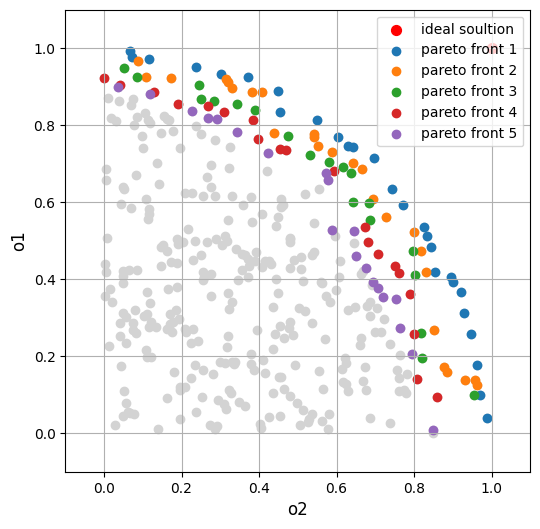 ideal soultion
pareto front 1
pareto front 2
pareto front 3
pareto front 4
pareto front 5
1.0
0.8
0.6
0.4
0.2
0.0
o1
0.0 0.2 0.4 0.6 0.8 1.0
o2